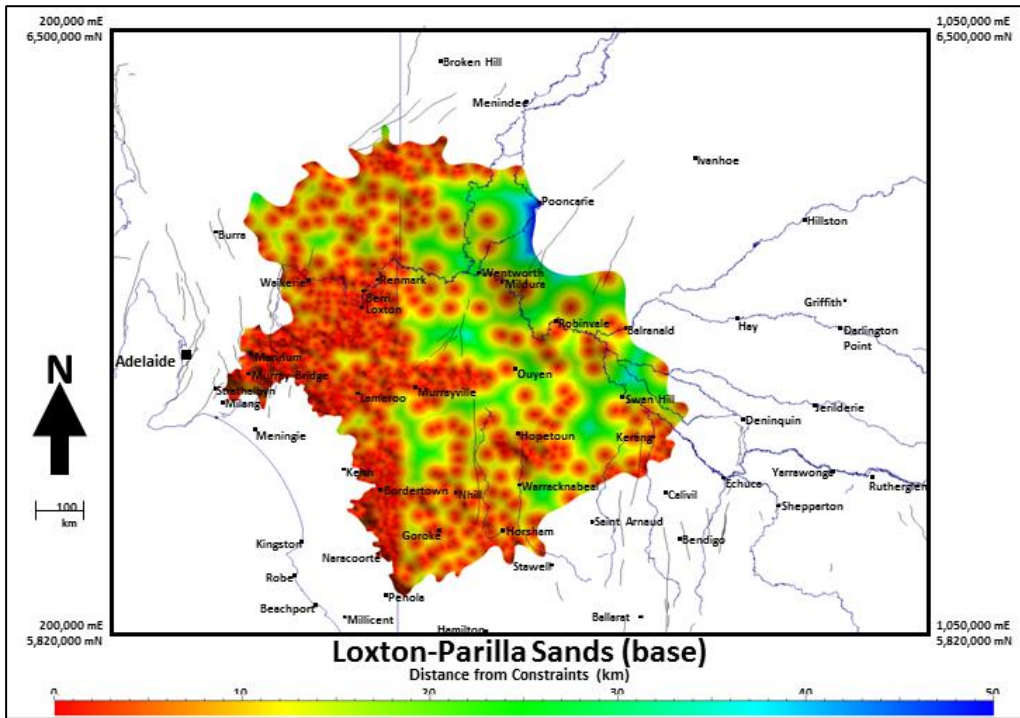 200,000 mE
6,500,000 mN
1,050,000 mE
6,500,000 mN
Broken Hill
Menindee
Ivanhoe
Pooncarie
Hillston
Burra
Wentworth
Waikerie
Renmark
Mildura
Berri
Loxton
Griffith
Robinvale
Balranald
Hay
Darlington
Point
Adelaide
Mannum
Murray Bridge
Ouyen
Strathalbyn
Milang
Lameroo
Murrayville
Swan Hill
Jerilderie
N
Meningie
Hopetoun
Kerang
Deninquin
Keith
Yarrawonga
Echuca
Rutherglen
Bordertown
Nhill
Warracknabeal
Calivil
Shepparton
100
km
Saint Arnaud
Goroke
Horsham
Bendigo
Kingston
Naracoorte
Stawell
Robe
Penola
Beachport
Millicent
Ballarat
Hamilton
200,000 mE
5,820,000 mN
1,050,000 mE
5,820,000 mN
Loxton-Parilla Sands (base)
Distance from Constraints (km)
0 10 20 30 40 50